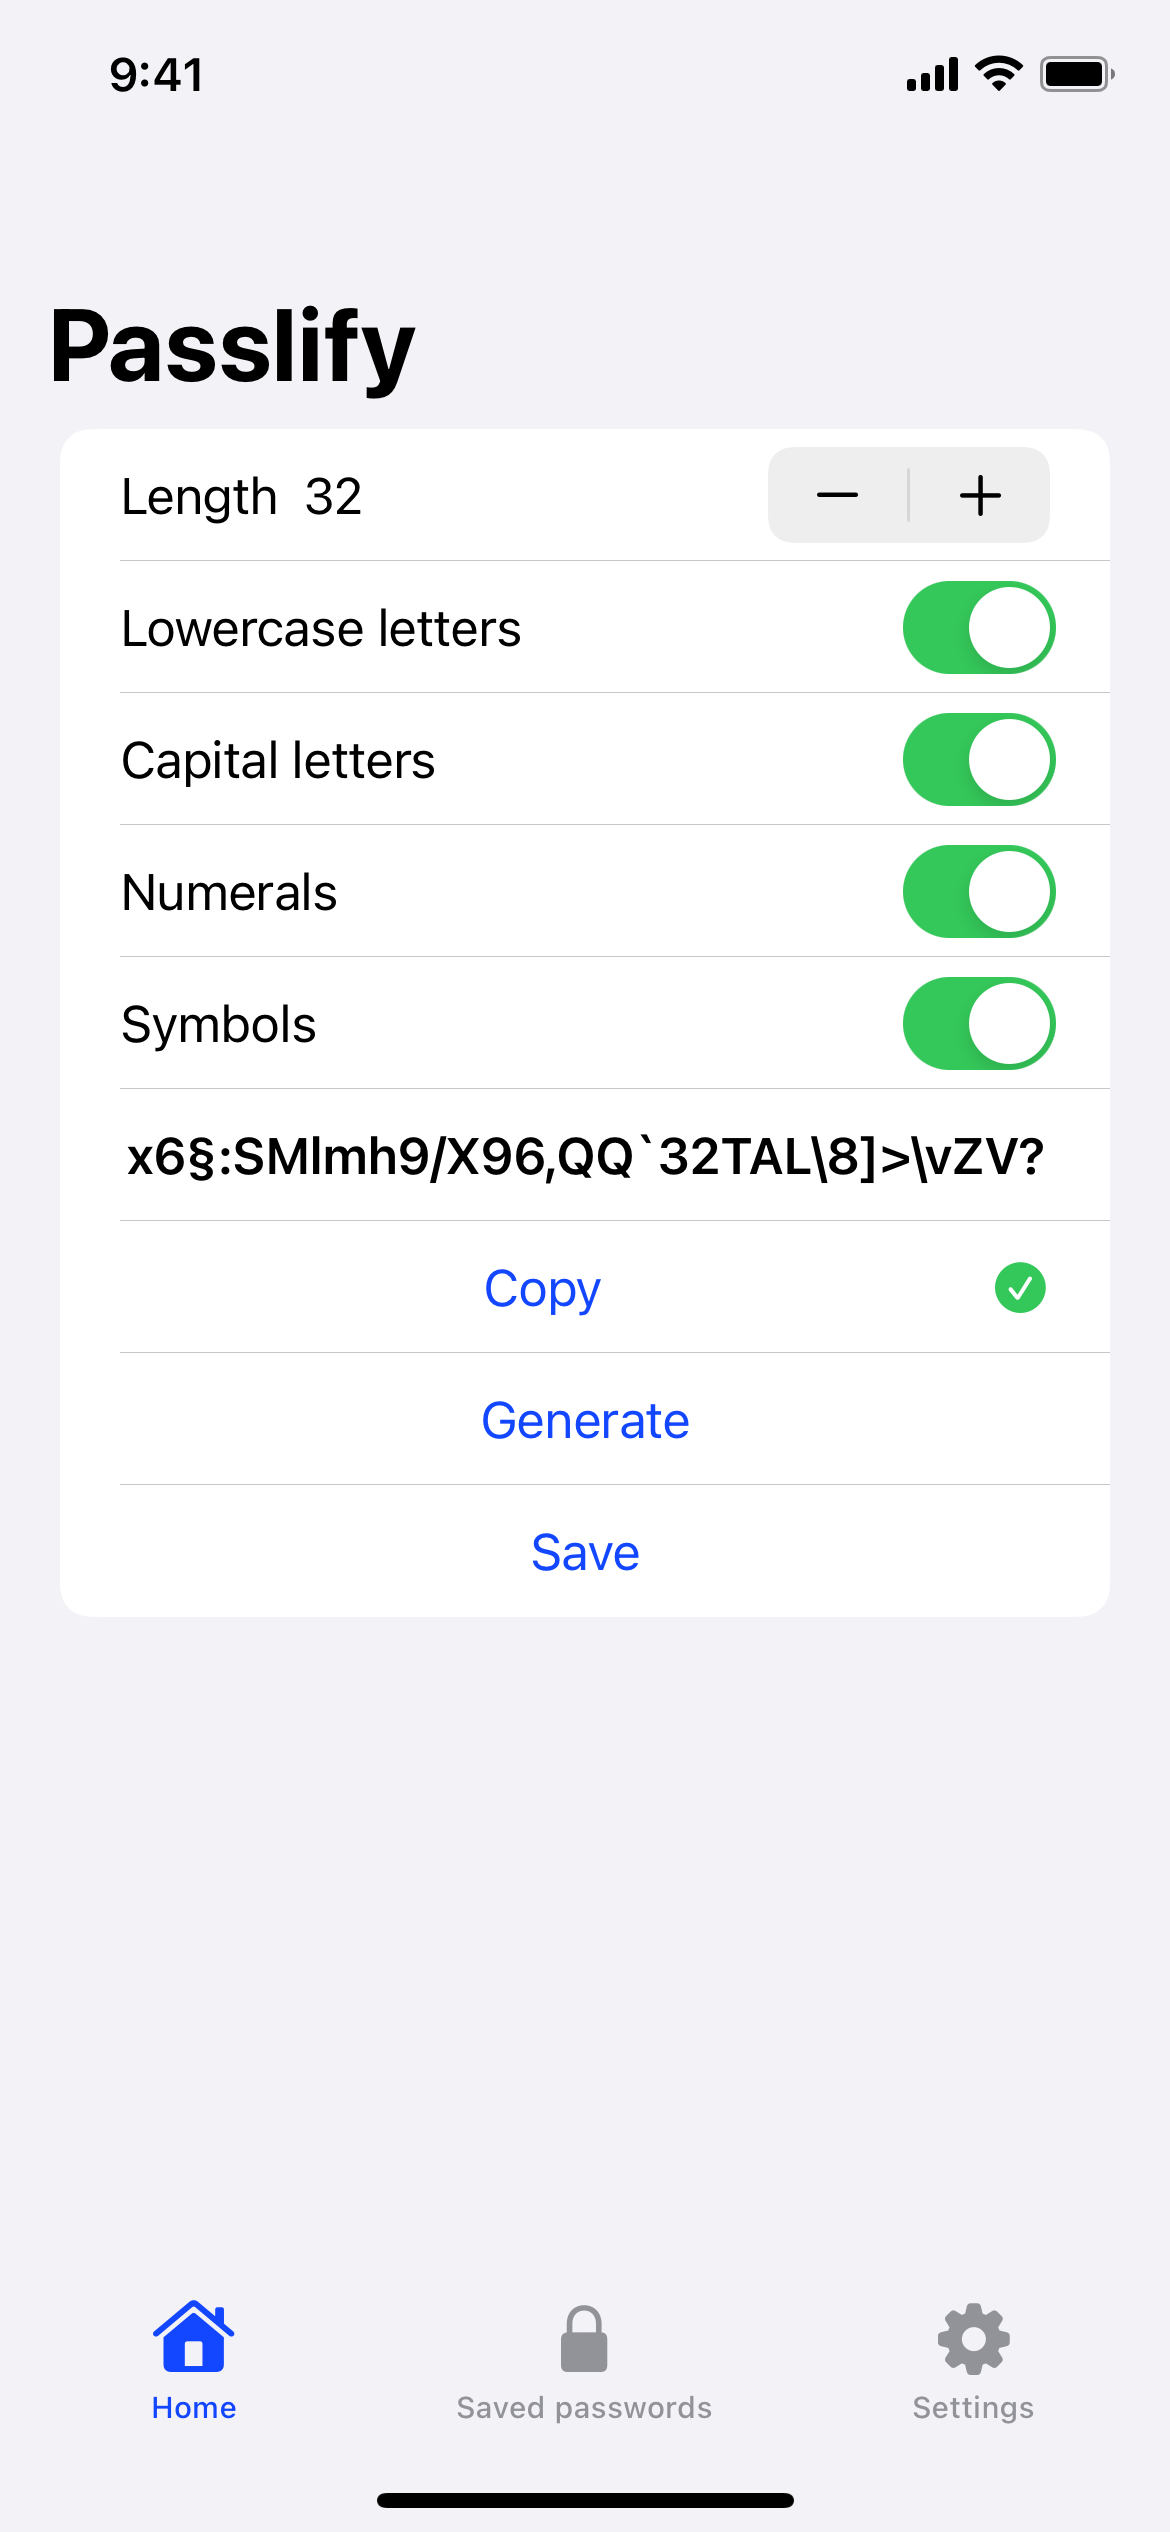 9:41
Passlify
Length 32
Lowercase letters
Capital letters
Numerals
Symbols
x6§:SMlmh9/X96,QQ`32TAL\8]>\vZV?
Copy
Generate
Save
Home
Saved passwords
Settings